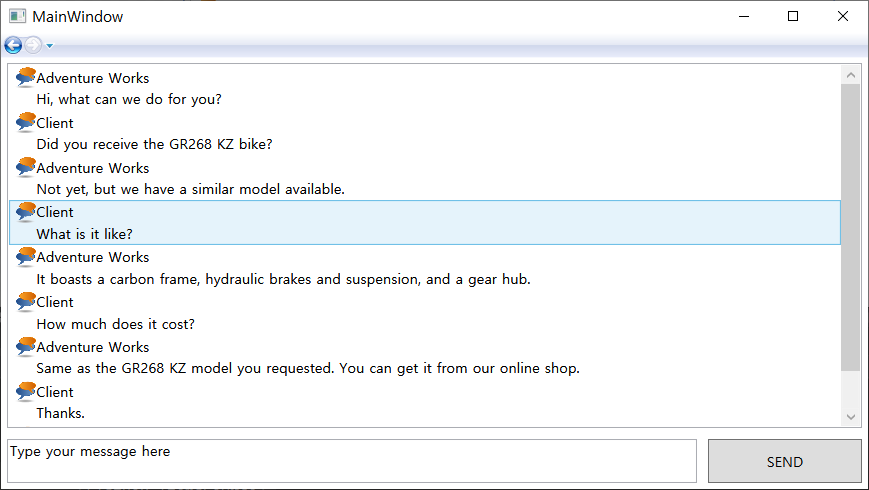 MainWindow
Adventure Works
Hi, what can we do for you?
Client
Did you receive the GR268 KZ bike?
Adventure Works
Not yet, but we have a similar model available.
Client
What is it like?
Adventure Works
It boasts a carbon frame, hydraulic brakes and suspension, and a gear hub.
Client
How much does it cost?
Adventure Works
Same as the GR268 KZ model you requested. You can get it from our online shop.
Client
Thanks.
Type your message here
SEND